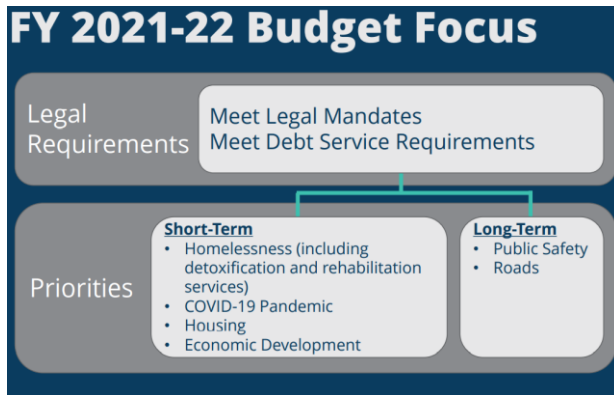 FY 2021-22 Budget Focus
Legal
Requirements
Meet Legal Mandates
Meet Debt Service Requirements
Priorities
Short-Term
• Homelessness (including
detoxification and rehabilitation
services)
• COVID-19 Pandemic
• Housing
• Economic Development
Long-Term
• Public Safety
• Roads